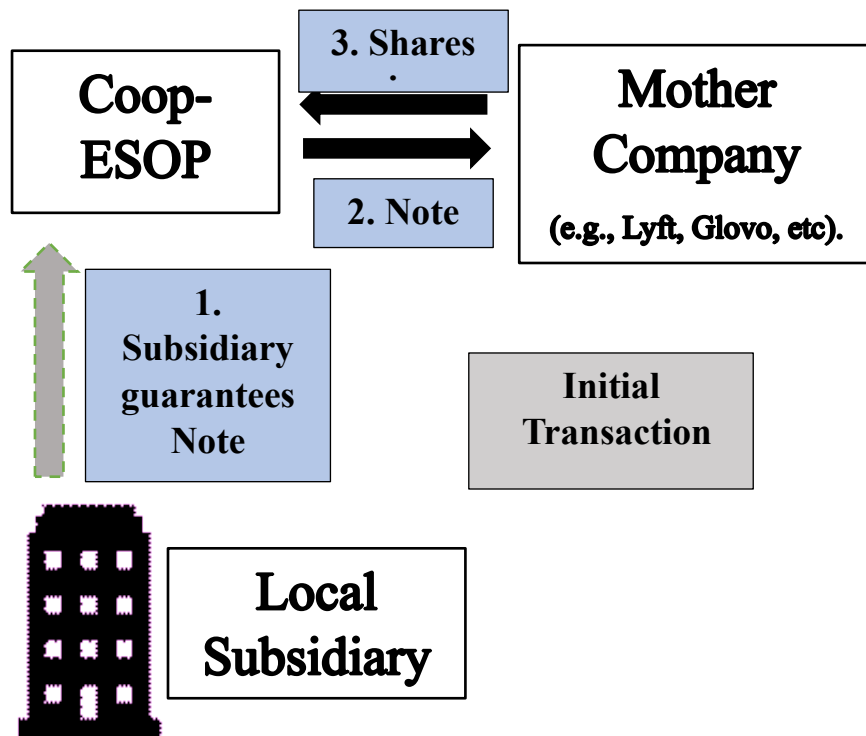 3. Shares
.
Coop-
ESOP
Mother
Company
(e.g., Lyft, Glovo, etc).
2. Note
1.
Subsidiary
guarantees
Note
Initial
Transaction
Local
Subsidiary